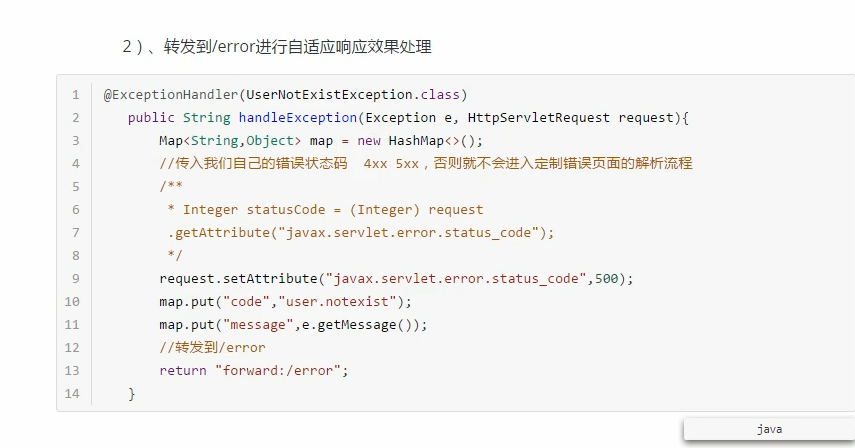 2）、转发到/error进行自适应响应效果处理
1 @ExceptionHandler(UserNotExistException.class)
2 public String handleException(Exception e, HttpServletRequest request){
3 Map<String,Object> map = new HashMap<>();
4 //传入我们自己的错误状态码  4xx 5xx，否则就不会进入定制错误页面的解析流程
5 /**
6 * Integer statusCode = (Integer) request
7 .getAttribute("javax.servlet.error.status_code");
8 */
9 request.setAttribute("javax.servlet.error.status_code",500);
10 map.put("code","user.notexist");
11 map.put("message",e.getMessage());
12 //转发到/error
13 return "forward:/error";
14 }
java